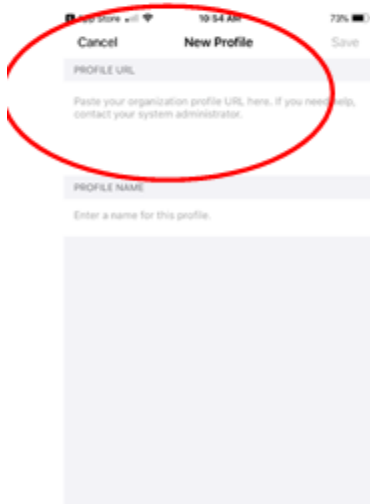 App Store 10:54 AM 73%
Cancel New Profile Save
PROFILE URL
Paste your organization profile URL here. If you need help,
contact your system administrator.
PROFILE NAME
Enter a name for this profile.